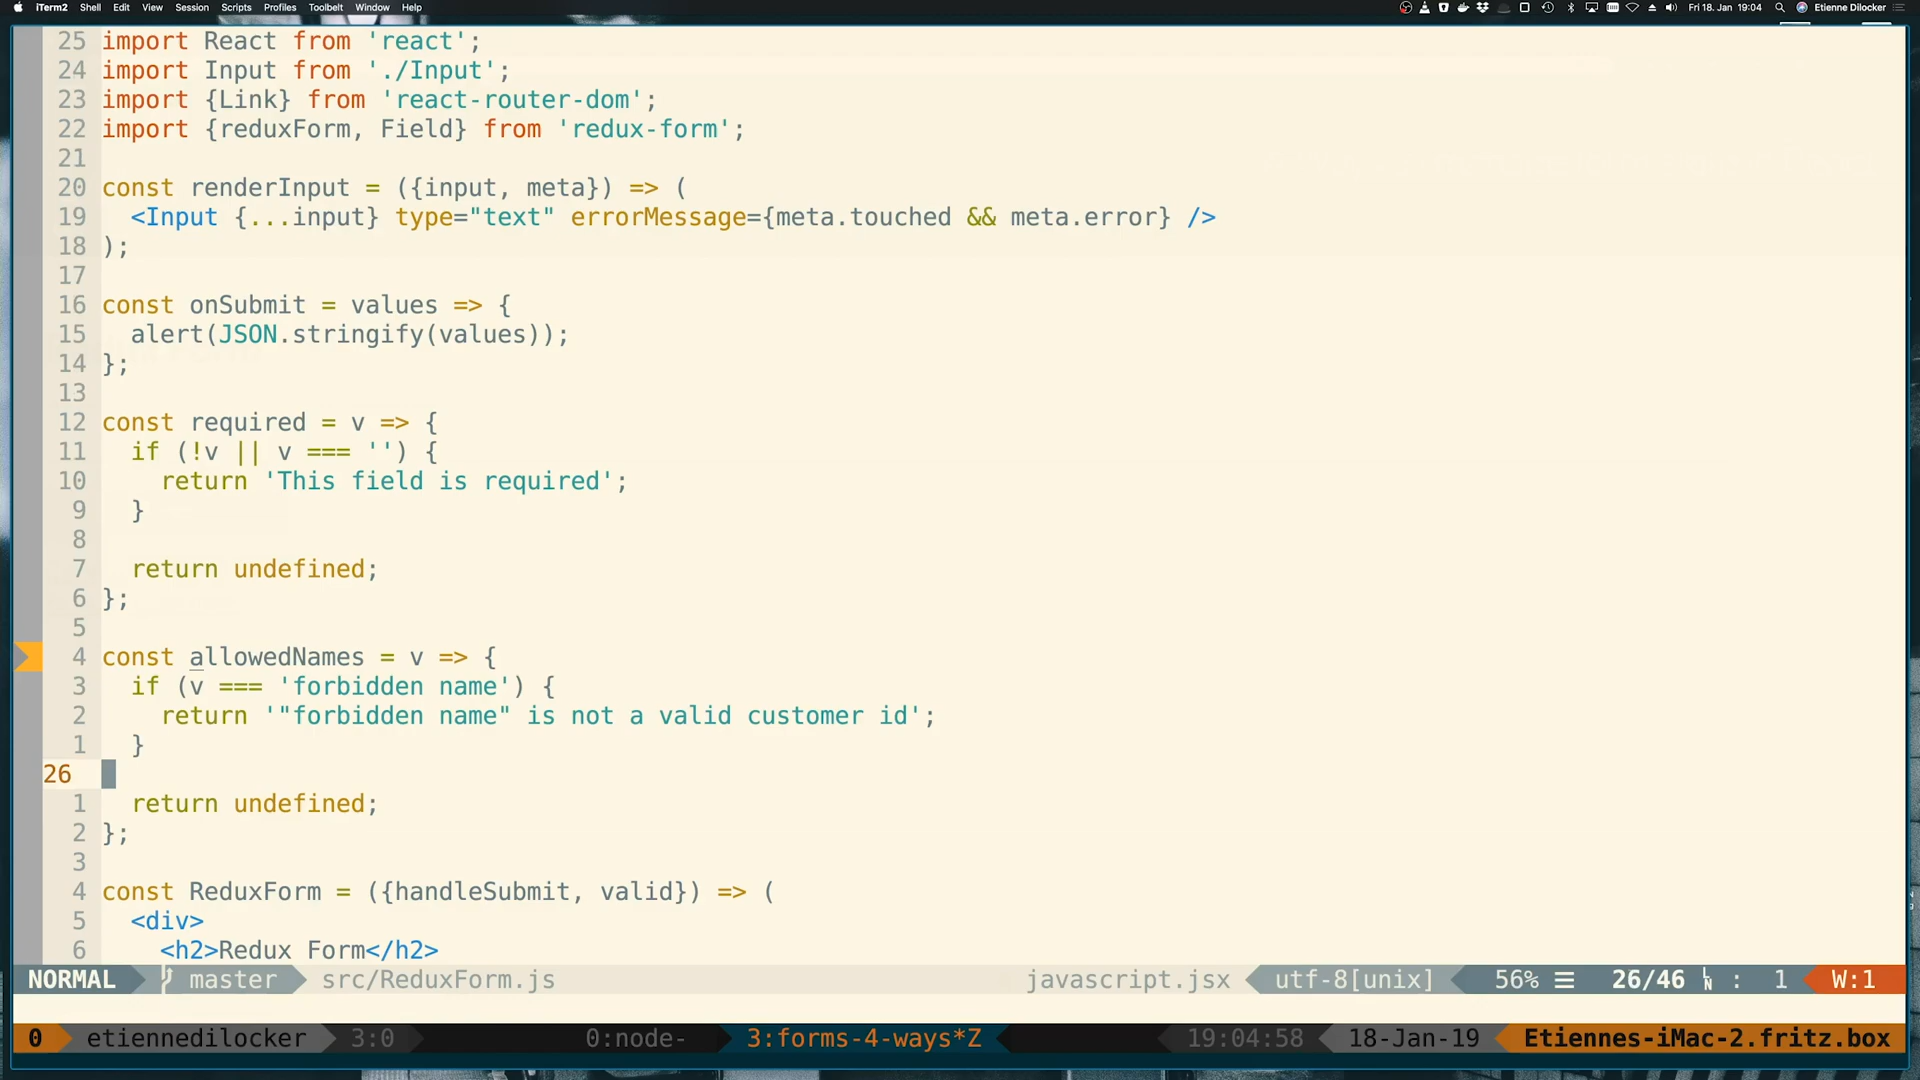 iTerm2 Shell Edit View Session Scripts Profiles Toolbelt Window Help Fri 18. Jan 19:04 Etienne Dilocker
25 import React from 'react';
24 import Input from './Input';
23 import {Link} from 'react-router-dom';
22 import {reduxForm, Field} from 'redux-form';
21
20 const renderInput = ({input, meta}) => (
19   <Input {...input} type="text" errorMessage={meta.touched && meta.error} />
18 );
17
16 const onSubmit = values => {
15   alert(JSON.stringify(values));
14 };
13
12 const required = v => {
11   if (!v || v === '') {
10     return 'This field is required';
9   }
8
7   return undefined;
6 };
5
4 const allowedNames = v => {
3   if (v === 'forbidden name') {
2     return '"forbidden name" is not a valid customer id';
1   }
26
1   return undefined;
2 };
3
4 const ReduxForm = ({handleSubmit, valid}) => (
5   <div>
6     <h2>Redux Form</h2>
NORMAL master src/ReduxForm.js javascript.jsx utf-8[unix] 56% ☰ 26/46 ㏑ : 1 W:1
0 etiennedilocker 3:0 0:node- 3:forms-4-ways*Z 19:04:58 18-Jan-19 Etiennes-iMac-2.fritz.box